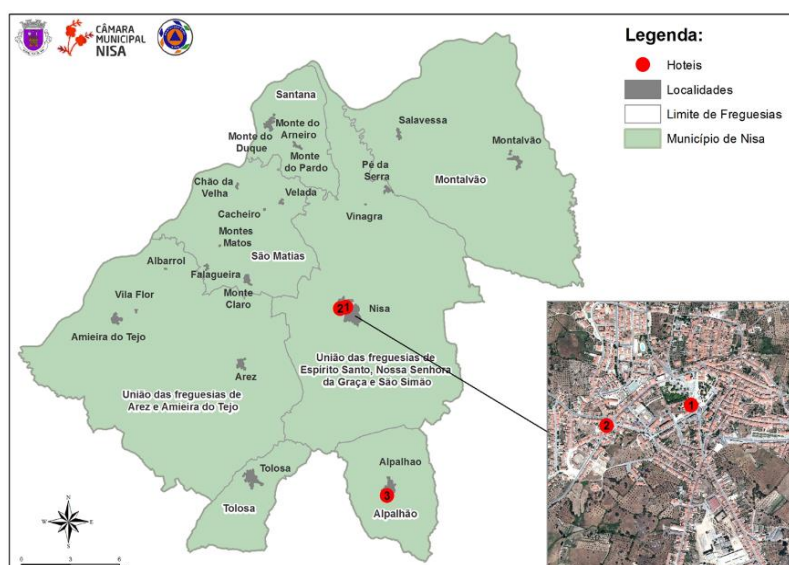 CÂMARA
MUNICIPAL
NISA
Legenda:
Hoteis
Localidades
Limite de Freguesias
Município de Nisa
Santana
Monte do
Arneiro
Monte do
Duque
Monte
do Pardo
Salavessa
Montalvão
Pé da
Serra
Montalvão
Chão da
Velha
Velada
Cacheiro
Vinagra
Montes
Matos
São Matias
Albarrol
Falagueira
Monte
Claro
Vila Flor
Amieira do Tejo
21
Nisa
Arez
União das freguesias de
Espírito Santo, Nossa Senhora
da Graça e São Simão
União das freguesias de
Arez e Amieira do Tejo
Tolosa
Tolosa
Alpalhao
3
Alpalhão
1
2
N
W
E
S
0
3
6